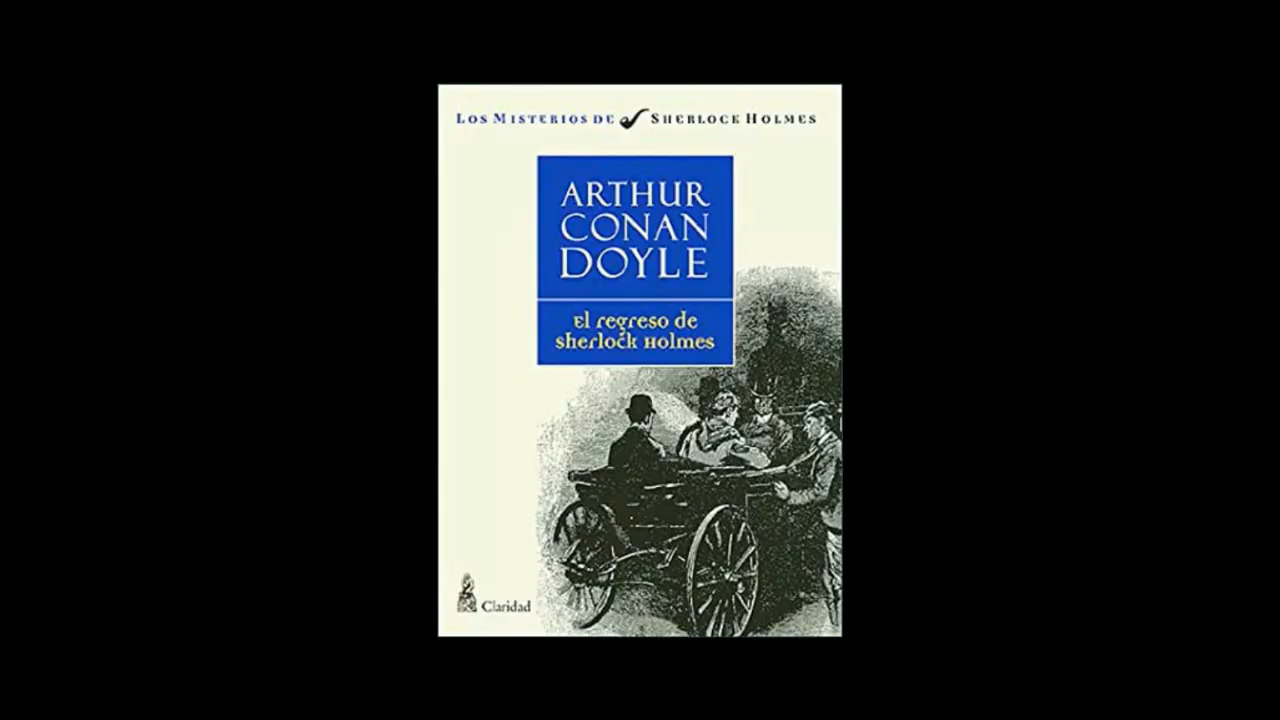 Los Misterios de Sherlock Holmes
ARTHUR
CONAN
DOYLE
El regreso de
sherlock Holmes
Claridad